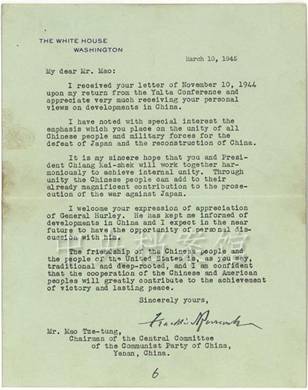 THE WHITE HOUSE
WASHINGTON
March 10, 1945
My dear Mr. Mao:
I received your letter of November 10, 1944
upon my return from the Yalta Conference and
appreciate very much receiving your personal
views on developments in China.
I have noted with special interest the
emphasis which you place on the unity of all
Chinese people and military forces for the
defeat of Japan and the reconstruction of China.
It is my sincere hope that you and President
Chiang Kai-shek will work together har-
moniously to achieve internal unity. Through
unity the Chinese people can add to their
already magnificent contribution to the prose-
cution of the war against Japan.
I welcome your expression of appreciation
of General Hurley. He has kept me informed of
developments in China and I expect in the near
future to have the opportunity of personal dis-
cussion with him.
The friendship of the Chinese people and
the people of the United States is, as you say,
traditional and deep-rooted, and I am confident
that the cooperation of the Chinese and American
peoples will greatly contribute to the achievement
of victory and lasting peace.
Sincerely yours,
Mr. Mao Tze-tung,
Chairman of the Central Committee
of the Communist Party of China,
Yenan, China.
6